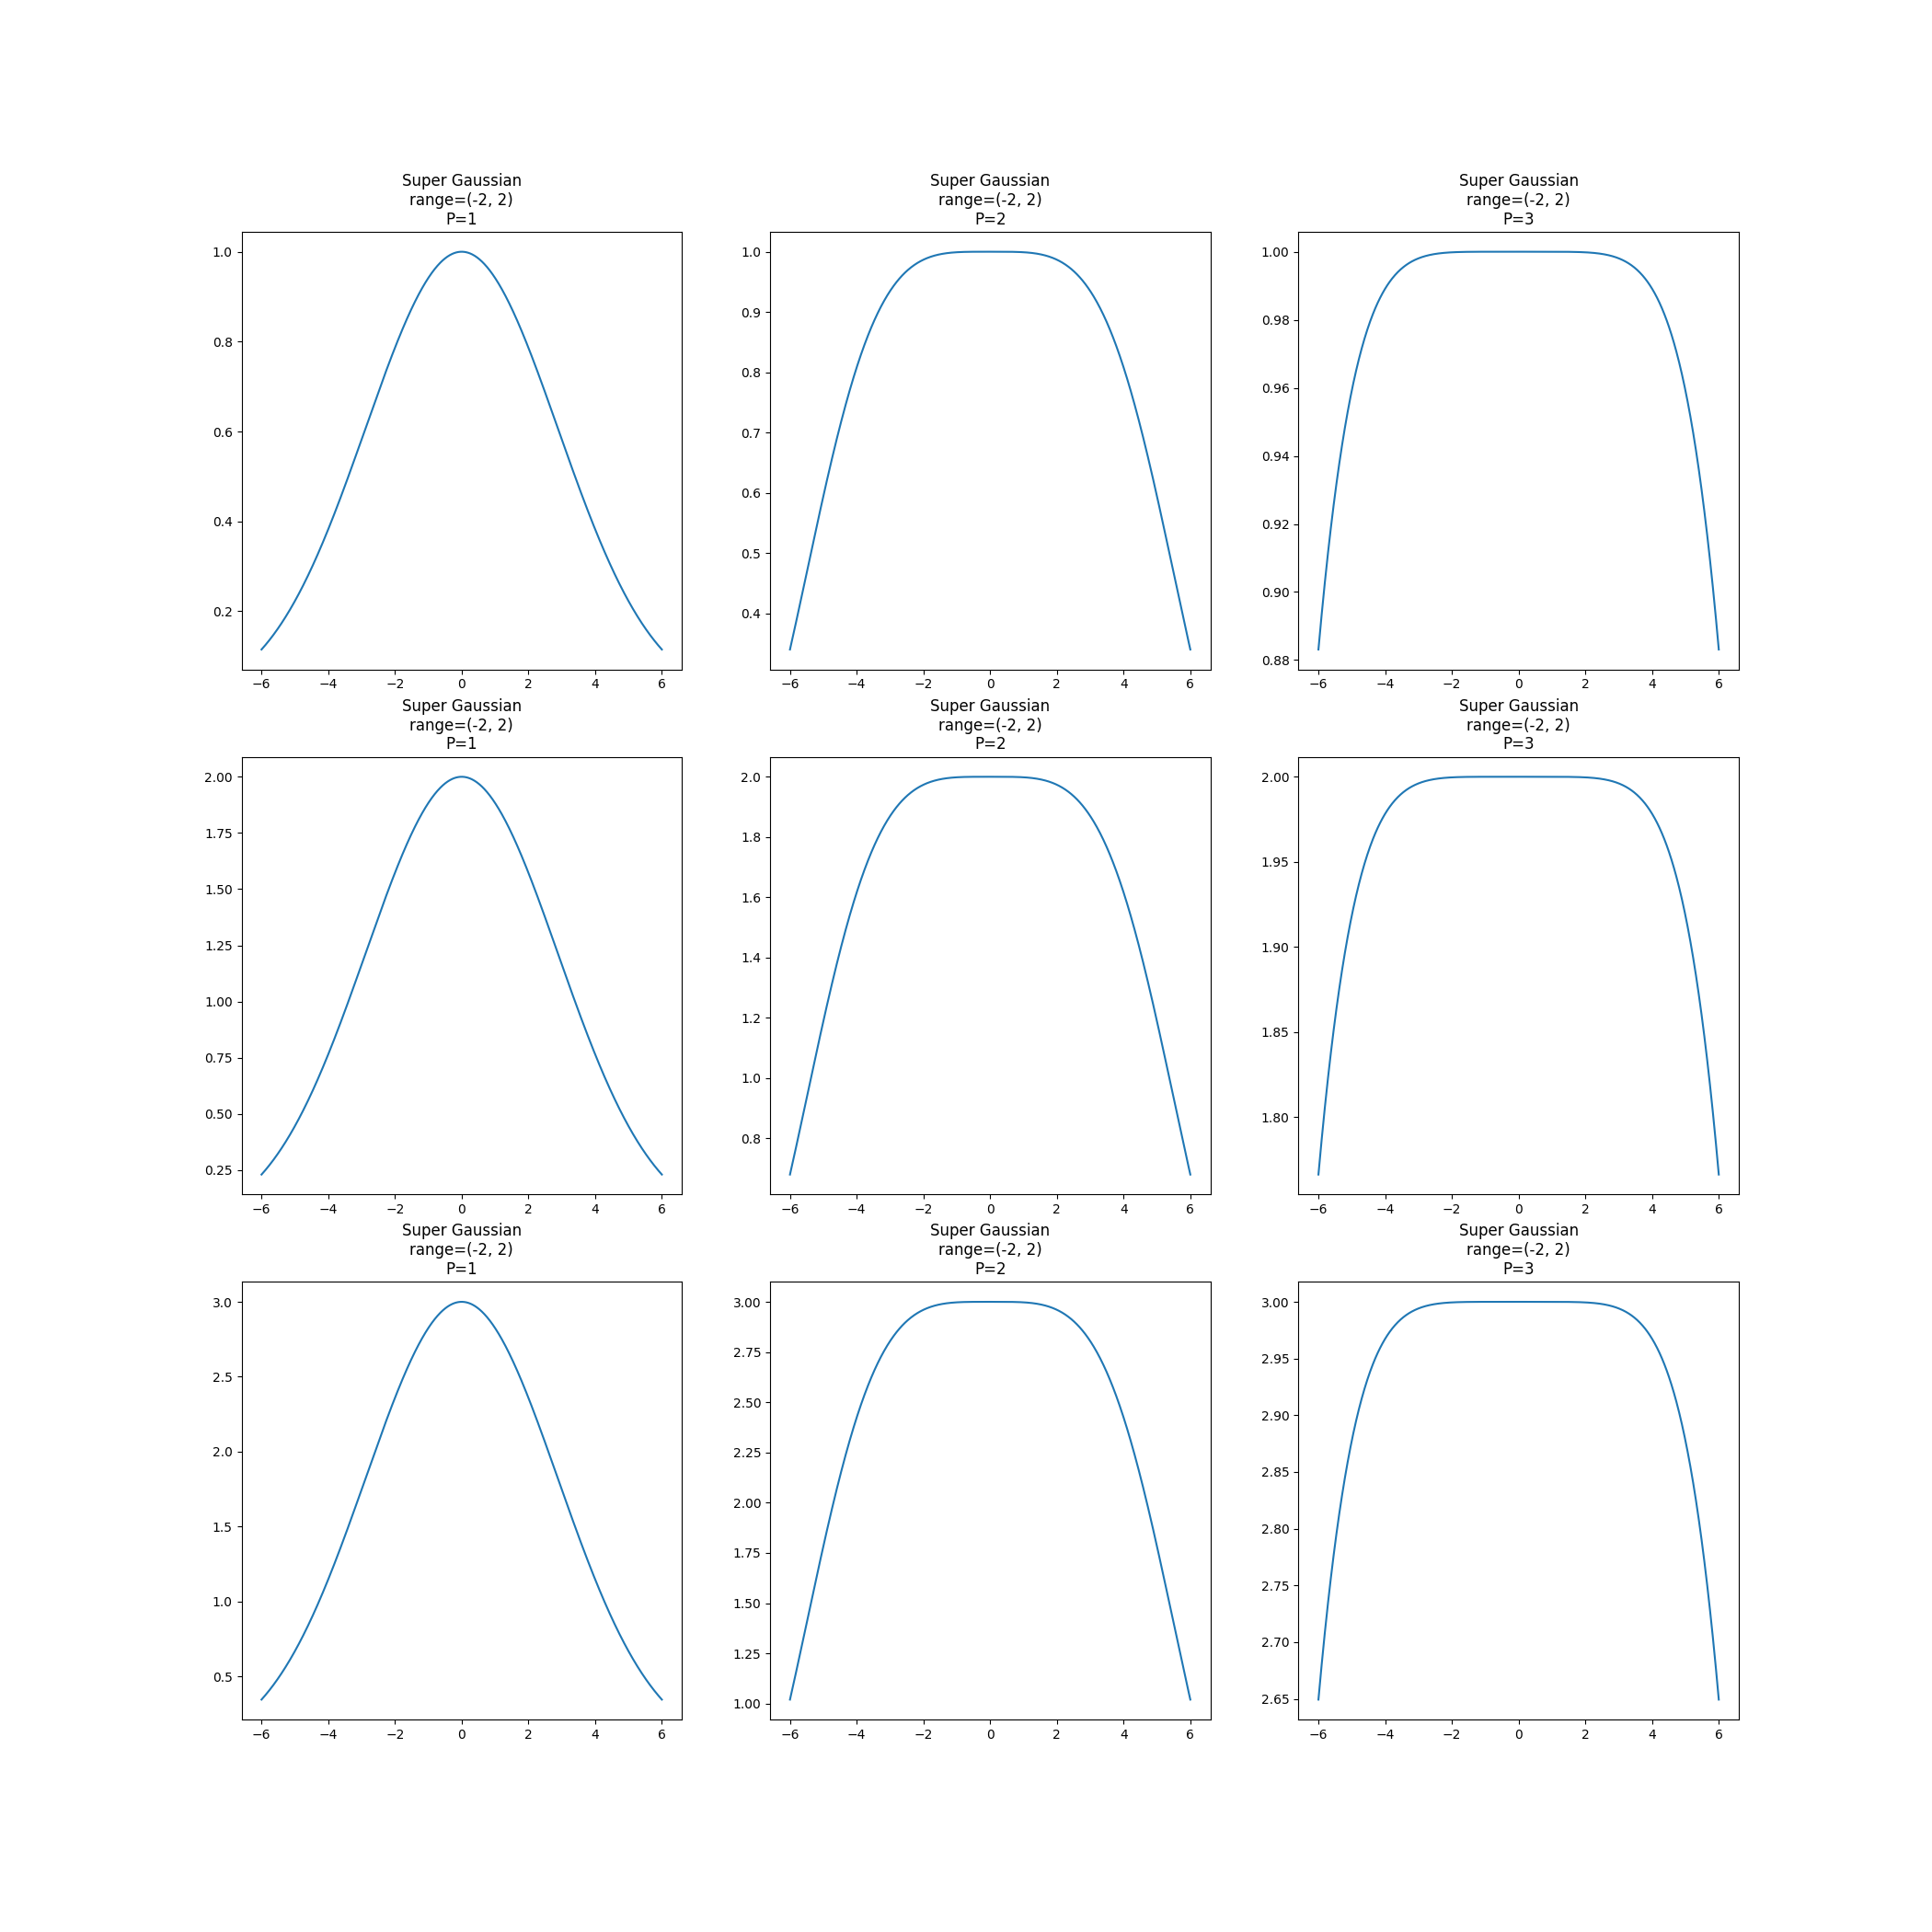 Super Gaussian
range=(-2, 2)
P=1
1.0
0.8
0.6
0.4
0.2
−6 −4 −2 0 2 4 6
Super Gaussian
range=(-2, 2)
P=2
1.0
0.9
0.8
0.7
0.6
0.5
0.4
−6 −4 −2 0 2 4 6
Super Gaussian
range=(-2, 2)
P=3
1.00
0.98
0.96
0.94
0.92
0.90
0.88
−6 −4 −2 0 2 4 6
Super Gaussian
range=(-2, 2)
P=1
2.00
1.75
1.50
1.25
1.00
0.75
0.50
0.25
−6 −4 −2 0 2 4 6
Super Gaussian
range=(-2, 2)
P=2
2.0
1.8
1.6
1.4
1.2
1.0
0.8
−6 −4 −2 0 2 4 6
Super Gaussian
range=(-2, 2)
P=3
2.00
1.95
1.90
1.85
1.80
−6 −4 −2 0 2 4 6
Super Gaussian
range=(-2, 2)
P=1
3.0
2.5
2.0
1.5
1.0
0.5
−6 −4 −2 0 2 4 6
Super Gaussian
range=(-2, 2)
P=2
3.00
2.75
2.50
2.25
2.00
1.75
1.50
1.25
1.00
−6 −4 −2 0 2 4 6
Super Gaussian
range=(-2, 2)
P=3
3.00
2.95
2.90
2.85
2.80
2.75
2.70
2.65
−6 −4 −2 0 2 4 6